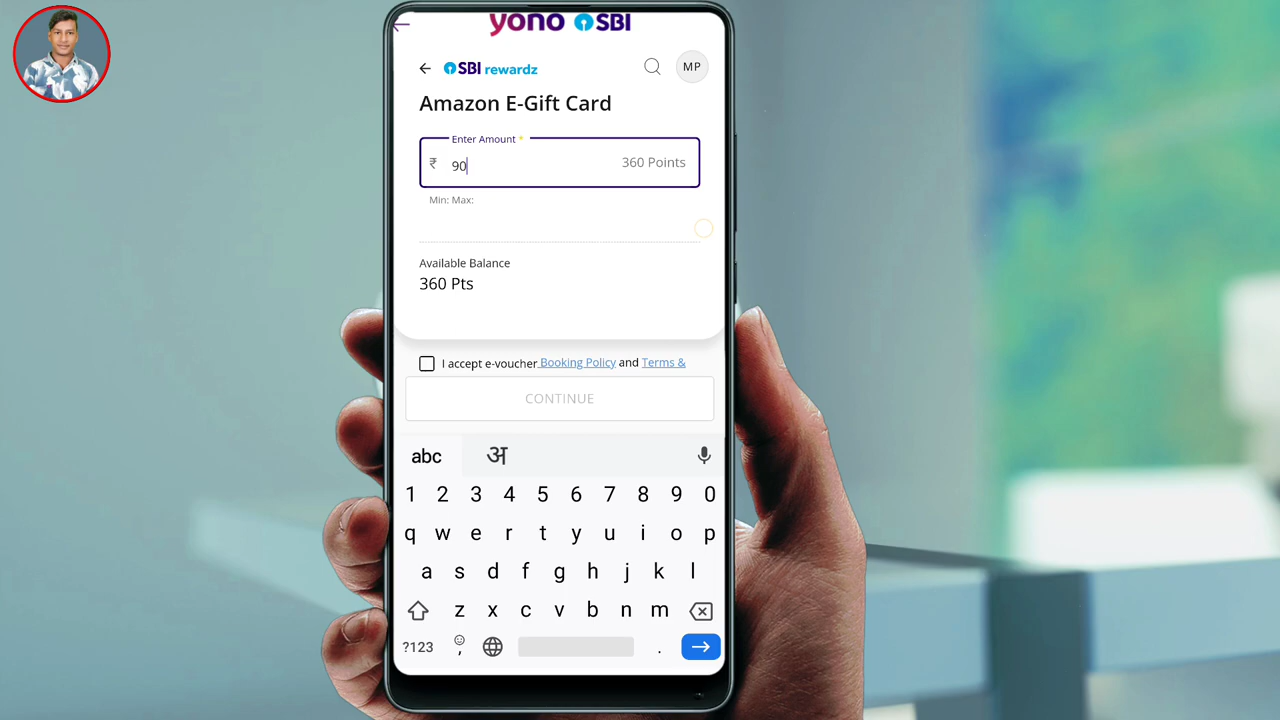 yono SBI
SBI rewardz
MP
Amazon E-Gift Card
Enter Amount *
₹ 90 360 Points
Min: Max:
Available Balance
360 Pts
I accept e-voucher Booking Policy and Terms &
CONTINUE
abc अ
1 2 3 4 5 6 7 8 9 0
q w e r t y u i o p
a s d f g h j k l
z x c v b n m
?123 , .